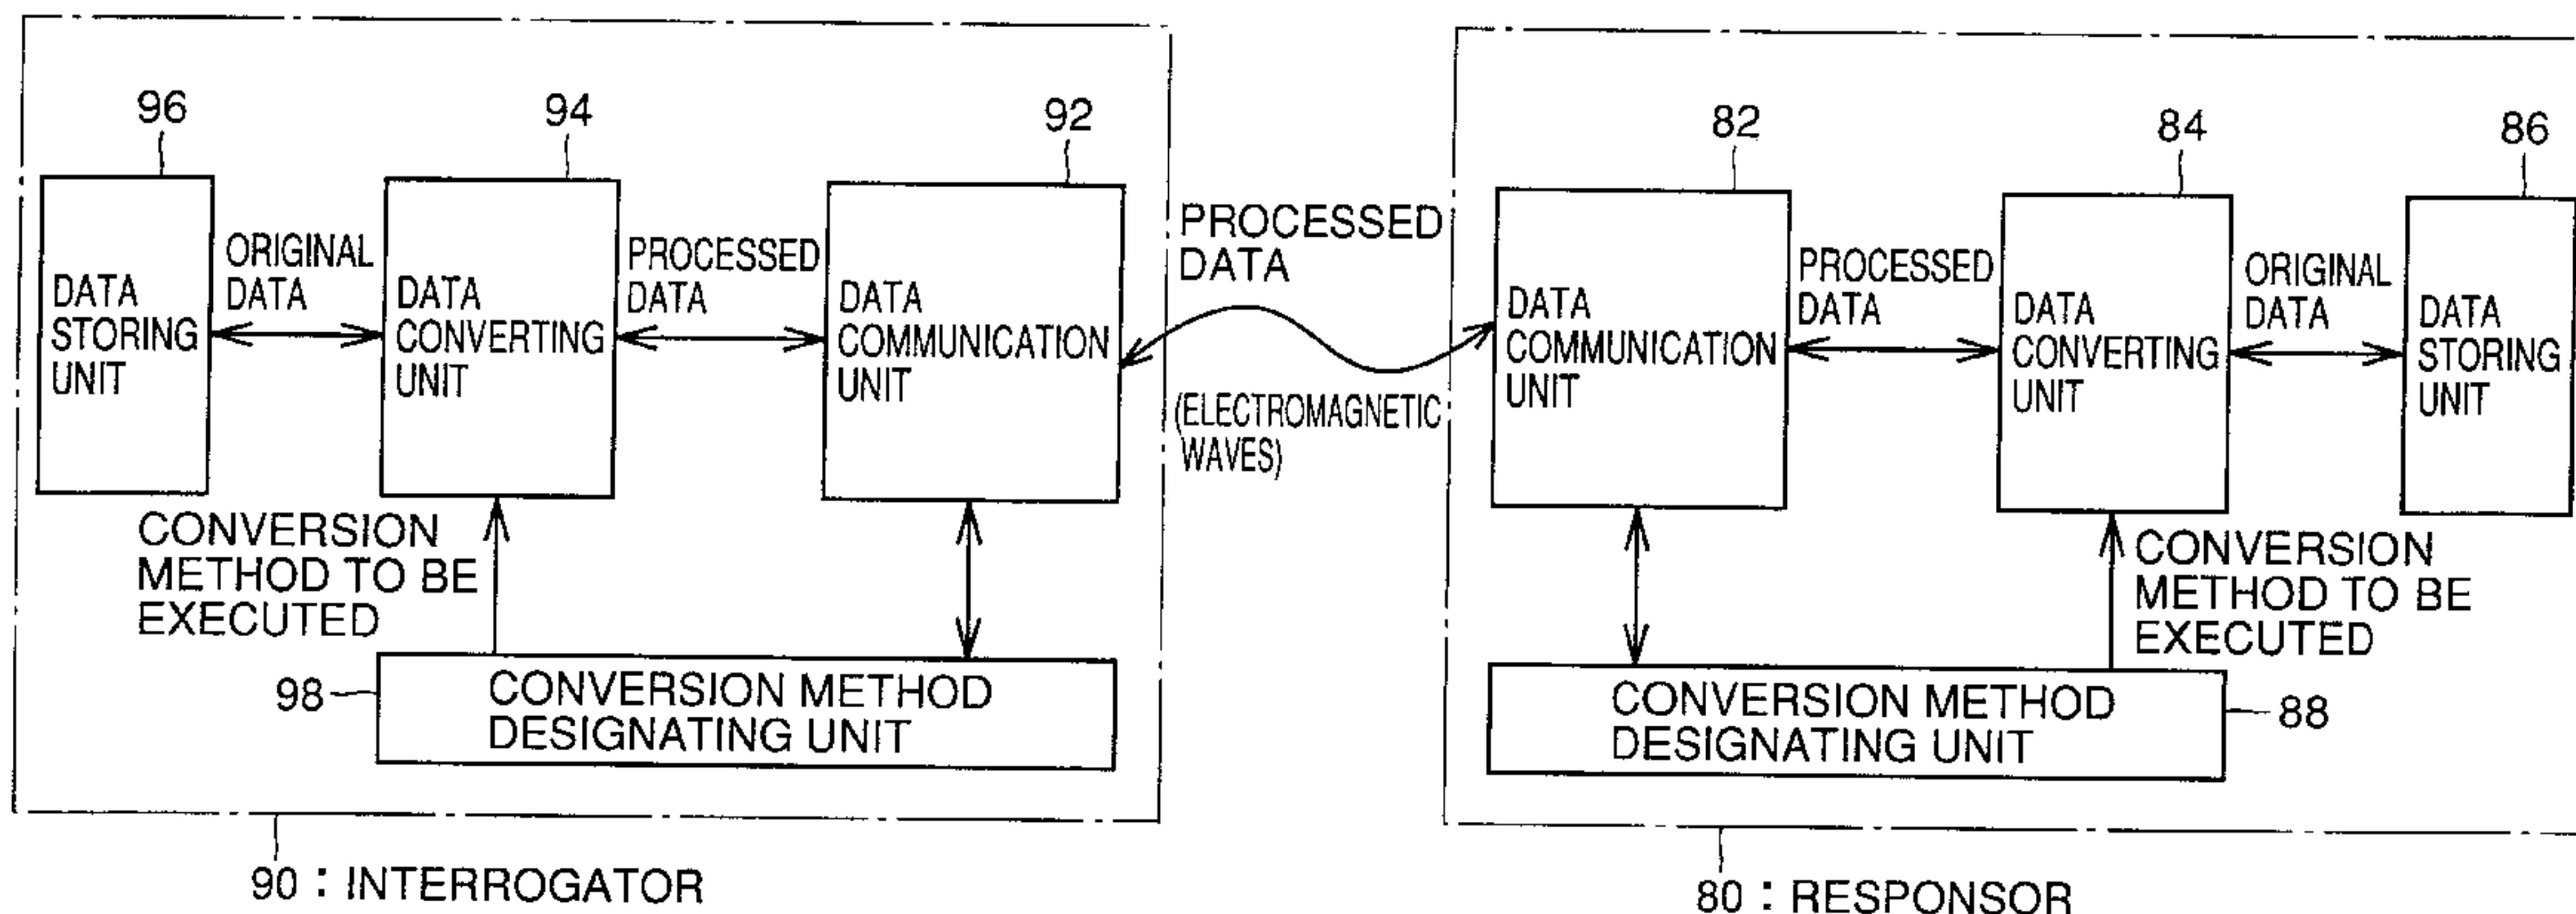 96
94
92
82
84
86
DATA
STORING
UNIT
ORIGINAL
DATA
DATA
CONVERTING
UNIT
PROCESSED
DATA
DATA
COMMUNICATION
UNIT
PROCESSED
DATA
(ELECTROMAGNETIC
WAVES)
DATA
COMMUNICATION
UNIT
PROCESSED
DATA
DATA
CONVERTING
UNIT
ORIGINAL
DATA
DATA
STORING
UNIT
CONVERSION
METHOD TO BE
EXECUTED
98
CONVERSION METHOD
DESIGNATING UNIT
CONVERSION
METHOD TO BE
EXECUTED
CONVERSION METHOD
DESIGNATING UNIT
88
90 : INTERROGATOR
80 : RESPONSOR